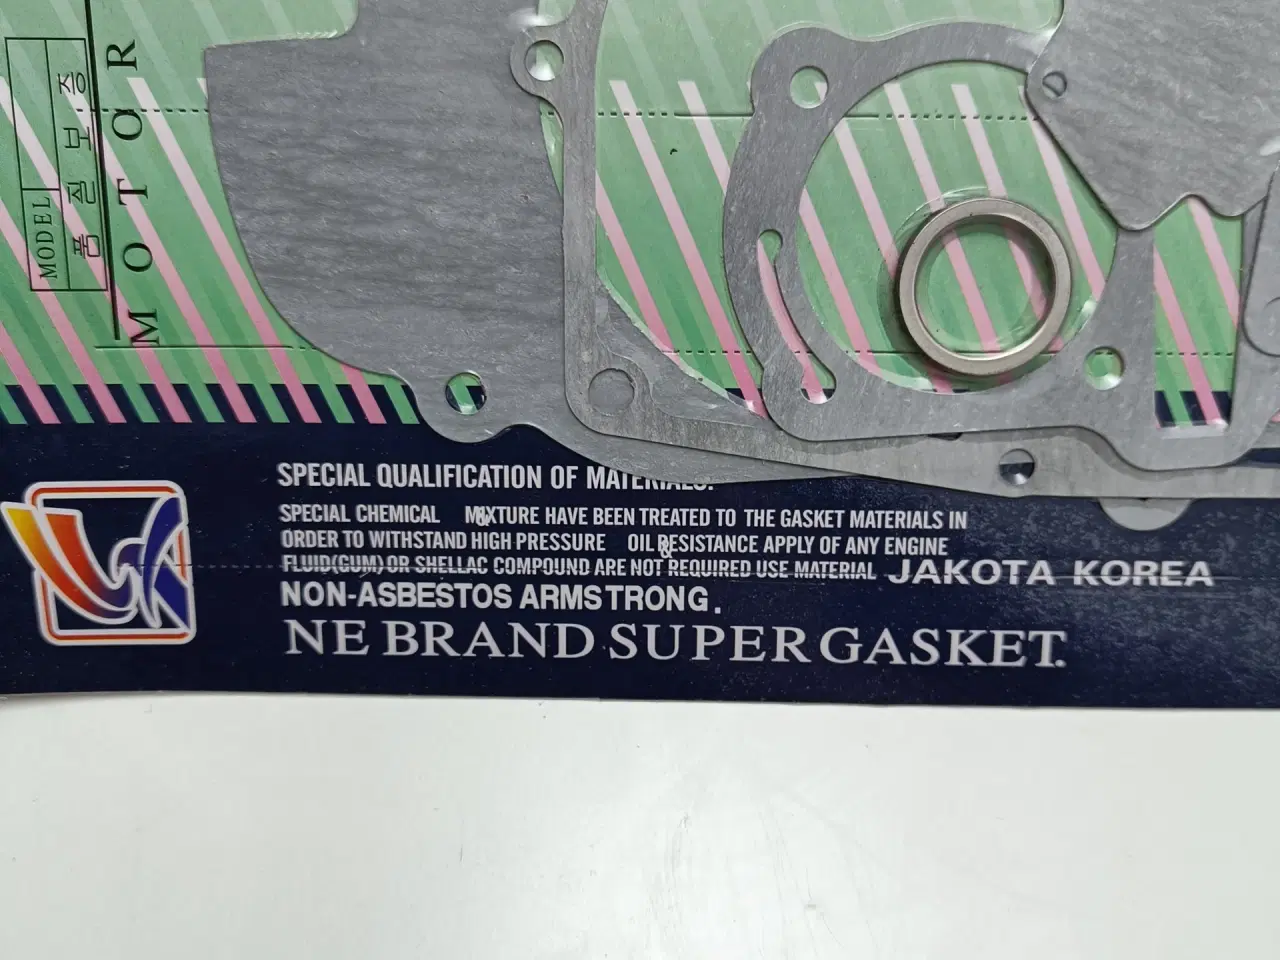 MODEL
품질보증
MOTOR
SPECIAL QUALIFICATION OF MATERIALS.
SPECIAL CHEMICAL & MIXTURE HAVE BEEN TREATED TO THE GASKET MATERIALS IN
ORDER TO WITHSTAND HIGH PRESSURE & OIL RESISTANCE APPLY OF ANY ENGINE
FLUID(GUM) OR SHELLAC COMPOUND ARE NOT REQUIRED USE MATERIAL JAKOTA KOREA
NON-ASBESTOS ARMSTRONG.
NE BRAND SUPER GASKET.